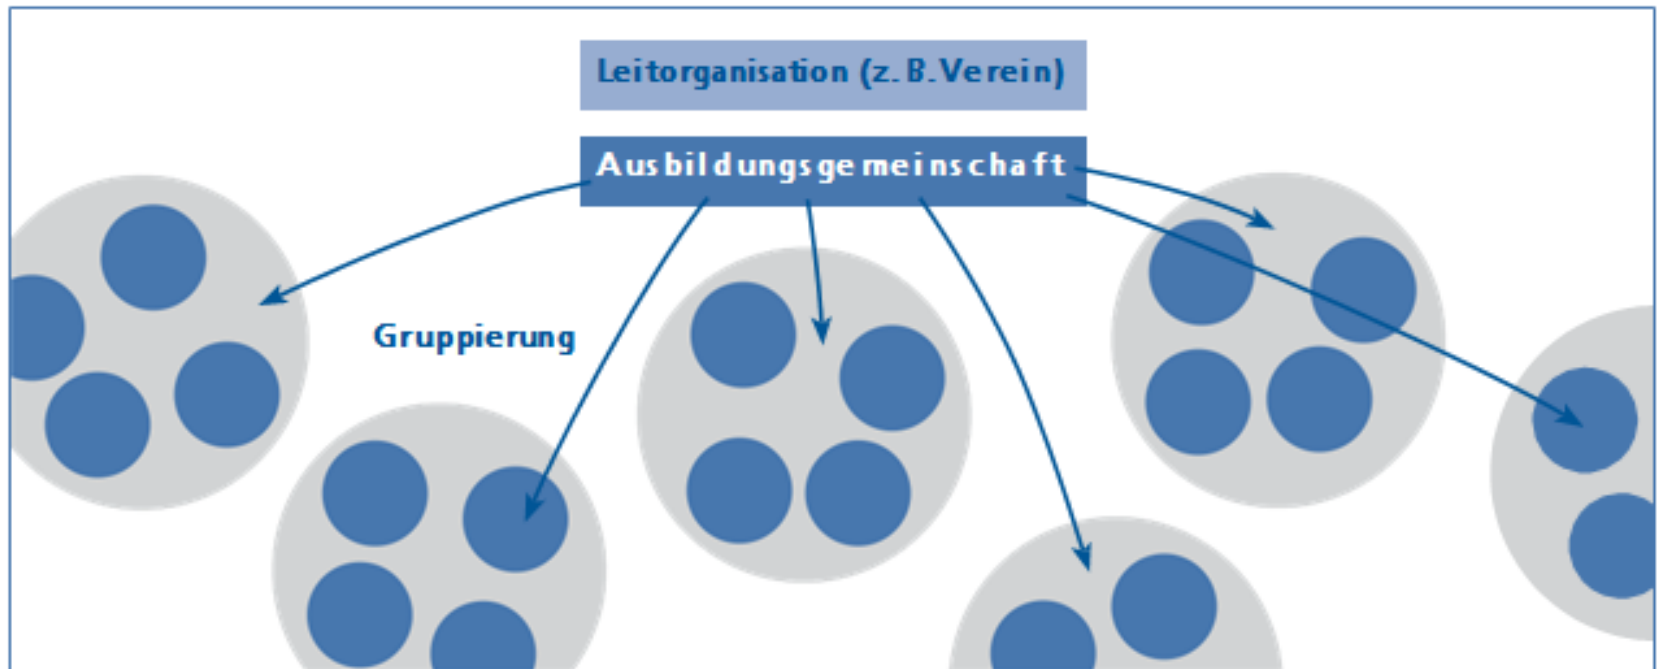 Leitorganisation (z. B. Verein)
Ausbildungsgemeinschaft
Gruppierung